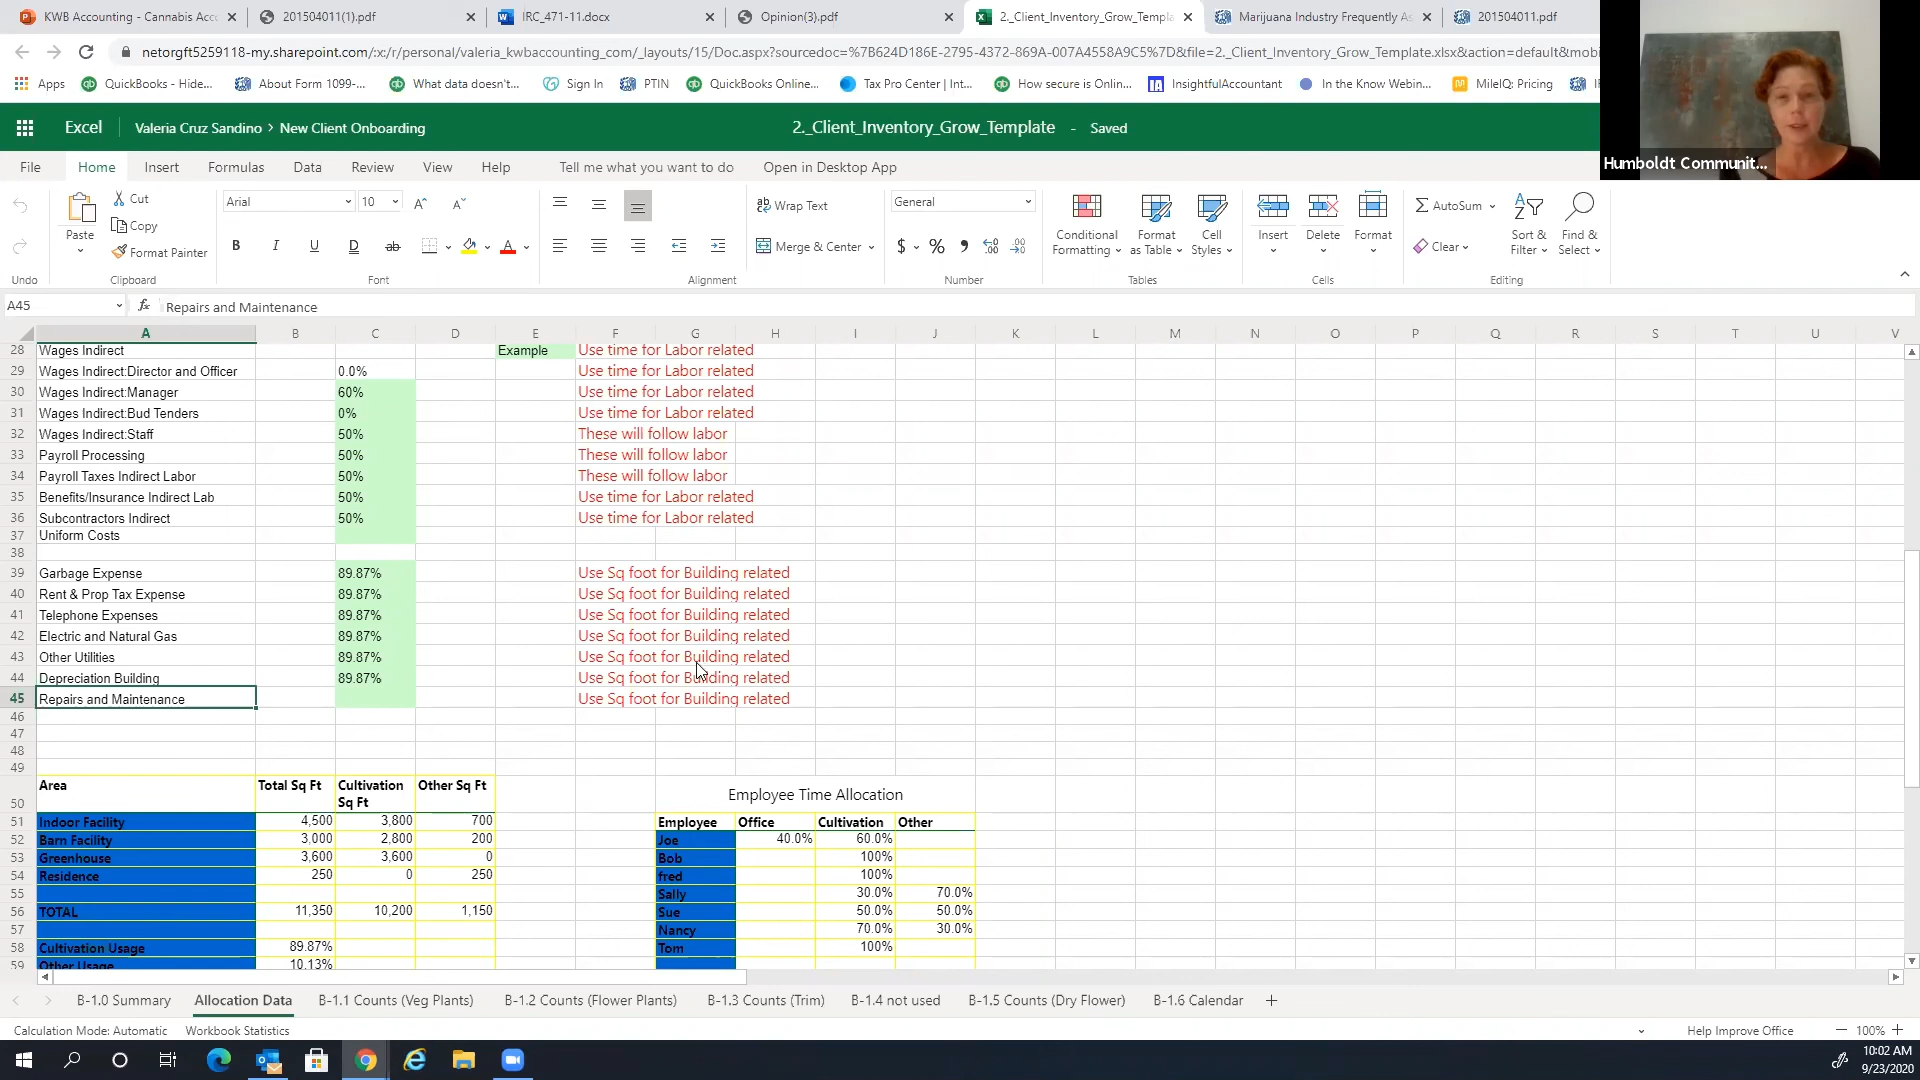 KWB Accounting - Cannabis Acc
201504011(1).pdf
IRC_471-11.docx
Opinion(3).pdf
2._Client_Inventory_Grow_Templa
Marijuana Industry Frequently As
201504011.pdf
netorgft5259118-my.sharepoint.com/:x:/r/personal/valeria_kwbaccounting_com/_layouts/15/Doc.aspx?sourcedoc=%7B624D186E-2795-4372-869A-007A4558A9C5%7D&file=2._Client_Inventory_Grow_Template.xlsx&action=default&mobi
Apps QuickBooks - Hide... About Form 1099-... What data doesn't... Sign In PTIN QuickBooks Online... Tax Pro Center | Int... How secure is Onlin... InsightfulAccountant In the Know Webin... MileIQ: Pricing
Humboldt Communit...
Excel Valeria Cruz Sandino > New Client Onboarding 2._Client_Inventory_Grow_Template - Saved
File Home Insert Formulas Data Review View Help Tell me what you want to do Open in Desktop App
Paste Cut Copy Format Painter
Arial 10 B I U D ab A
Wrap Text Merge & Center
General $ % 9
Conditional Formatting Format as Table Cell Styles
Insert Delete Format
AutoSum Clear Sort & Filter Find & Select
Undo Clipboard Font Alignment Number Tables Cells Editing
A45 fx Repairs and Maintenance
A B C D E F G H I J K L M N O P Q R S T U V
28 Wages Indirect Example Use time for Labor related
29 Wages Indirect:Director and Officer 0.0% Use time for Labor related
30 Wages Indirect:Manager 60% Use time for Labor related
31 Wages Indirect:Bud Tenders 0% Use time for Labor related
32 Wages Indirect:Staff 50% These will follow labor
33 Payroll Processing 50% These will follow labor
34 Payroll Taxes Indirect Labor 50% These will follow labor
35 Benefits/Insurance Indirect Lab 50% Use time for Labor related
36 Subcontractors Indirect 50% Use time for Labor related
37 Uniform Costs
38
39 Garbage Expense 89.87% Use Sq foot for Building related
40 Rent & Prop Tax Expense 89.87% Use Sq foot for Building related
41 Telephone Expenses 89.87% Use Sq foot for Building related
42 Electric and Natural Gas 89.87% Use Sq foot for Building related
43 Other Utilities 89.87% Use Sq foot for Building related
44 Depreciation Building 89.87% Use Sq foot for Building related
45 Repairs and Maintenance Use Sq foot for Building related
46
47
48
49
50 Area Total Sq Ft Cultivation Sq Ft Other Sq Ft Employee Time Allocation
51 Indoor Facility 4,500 3,800 700 Employee Office Cultivation Other
52 Barn Facility 3,000 2,800 200 Joe 40.0% 60.0%
53 Greenhouse 3,600 3,600 0 Bob 100%
54 Residence 250 0 250 fred 100%
55 Sally 30.0% 70.0%
56 TOTAL 11,350 10,200 1,150 Sue 50.0% 50.0%
57 Nancy 70.0% 30.0%
58 Cultivation Usage 89.87% Tom 100%
59 Other Usage 10.13%
B-1.0 Summary Allocation Data B-1.1 Counts (Veg Plants) B-1.2 Counts (Flower Plants) B-1.3 Counts (Trim) B-1.4 not used B-1.5 Counts (Dry Flower) B-1.6 Calendar
Calculation Mode: Automatic Workbook Statistics Help Improve Office 100%
10:02 AM
9/23/2020